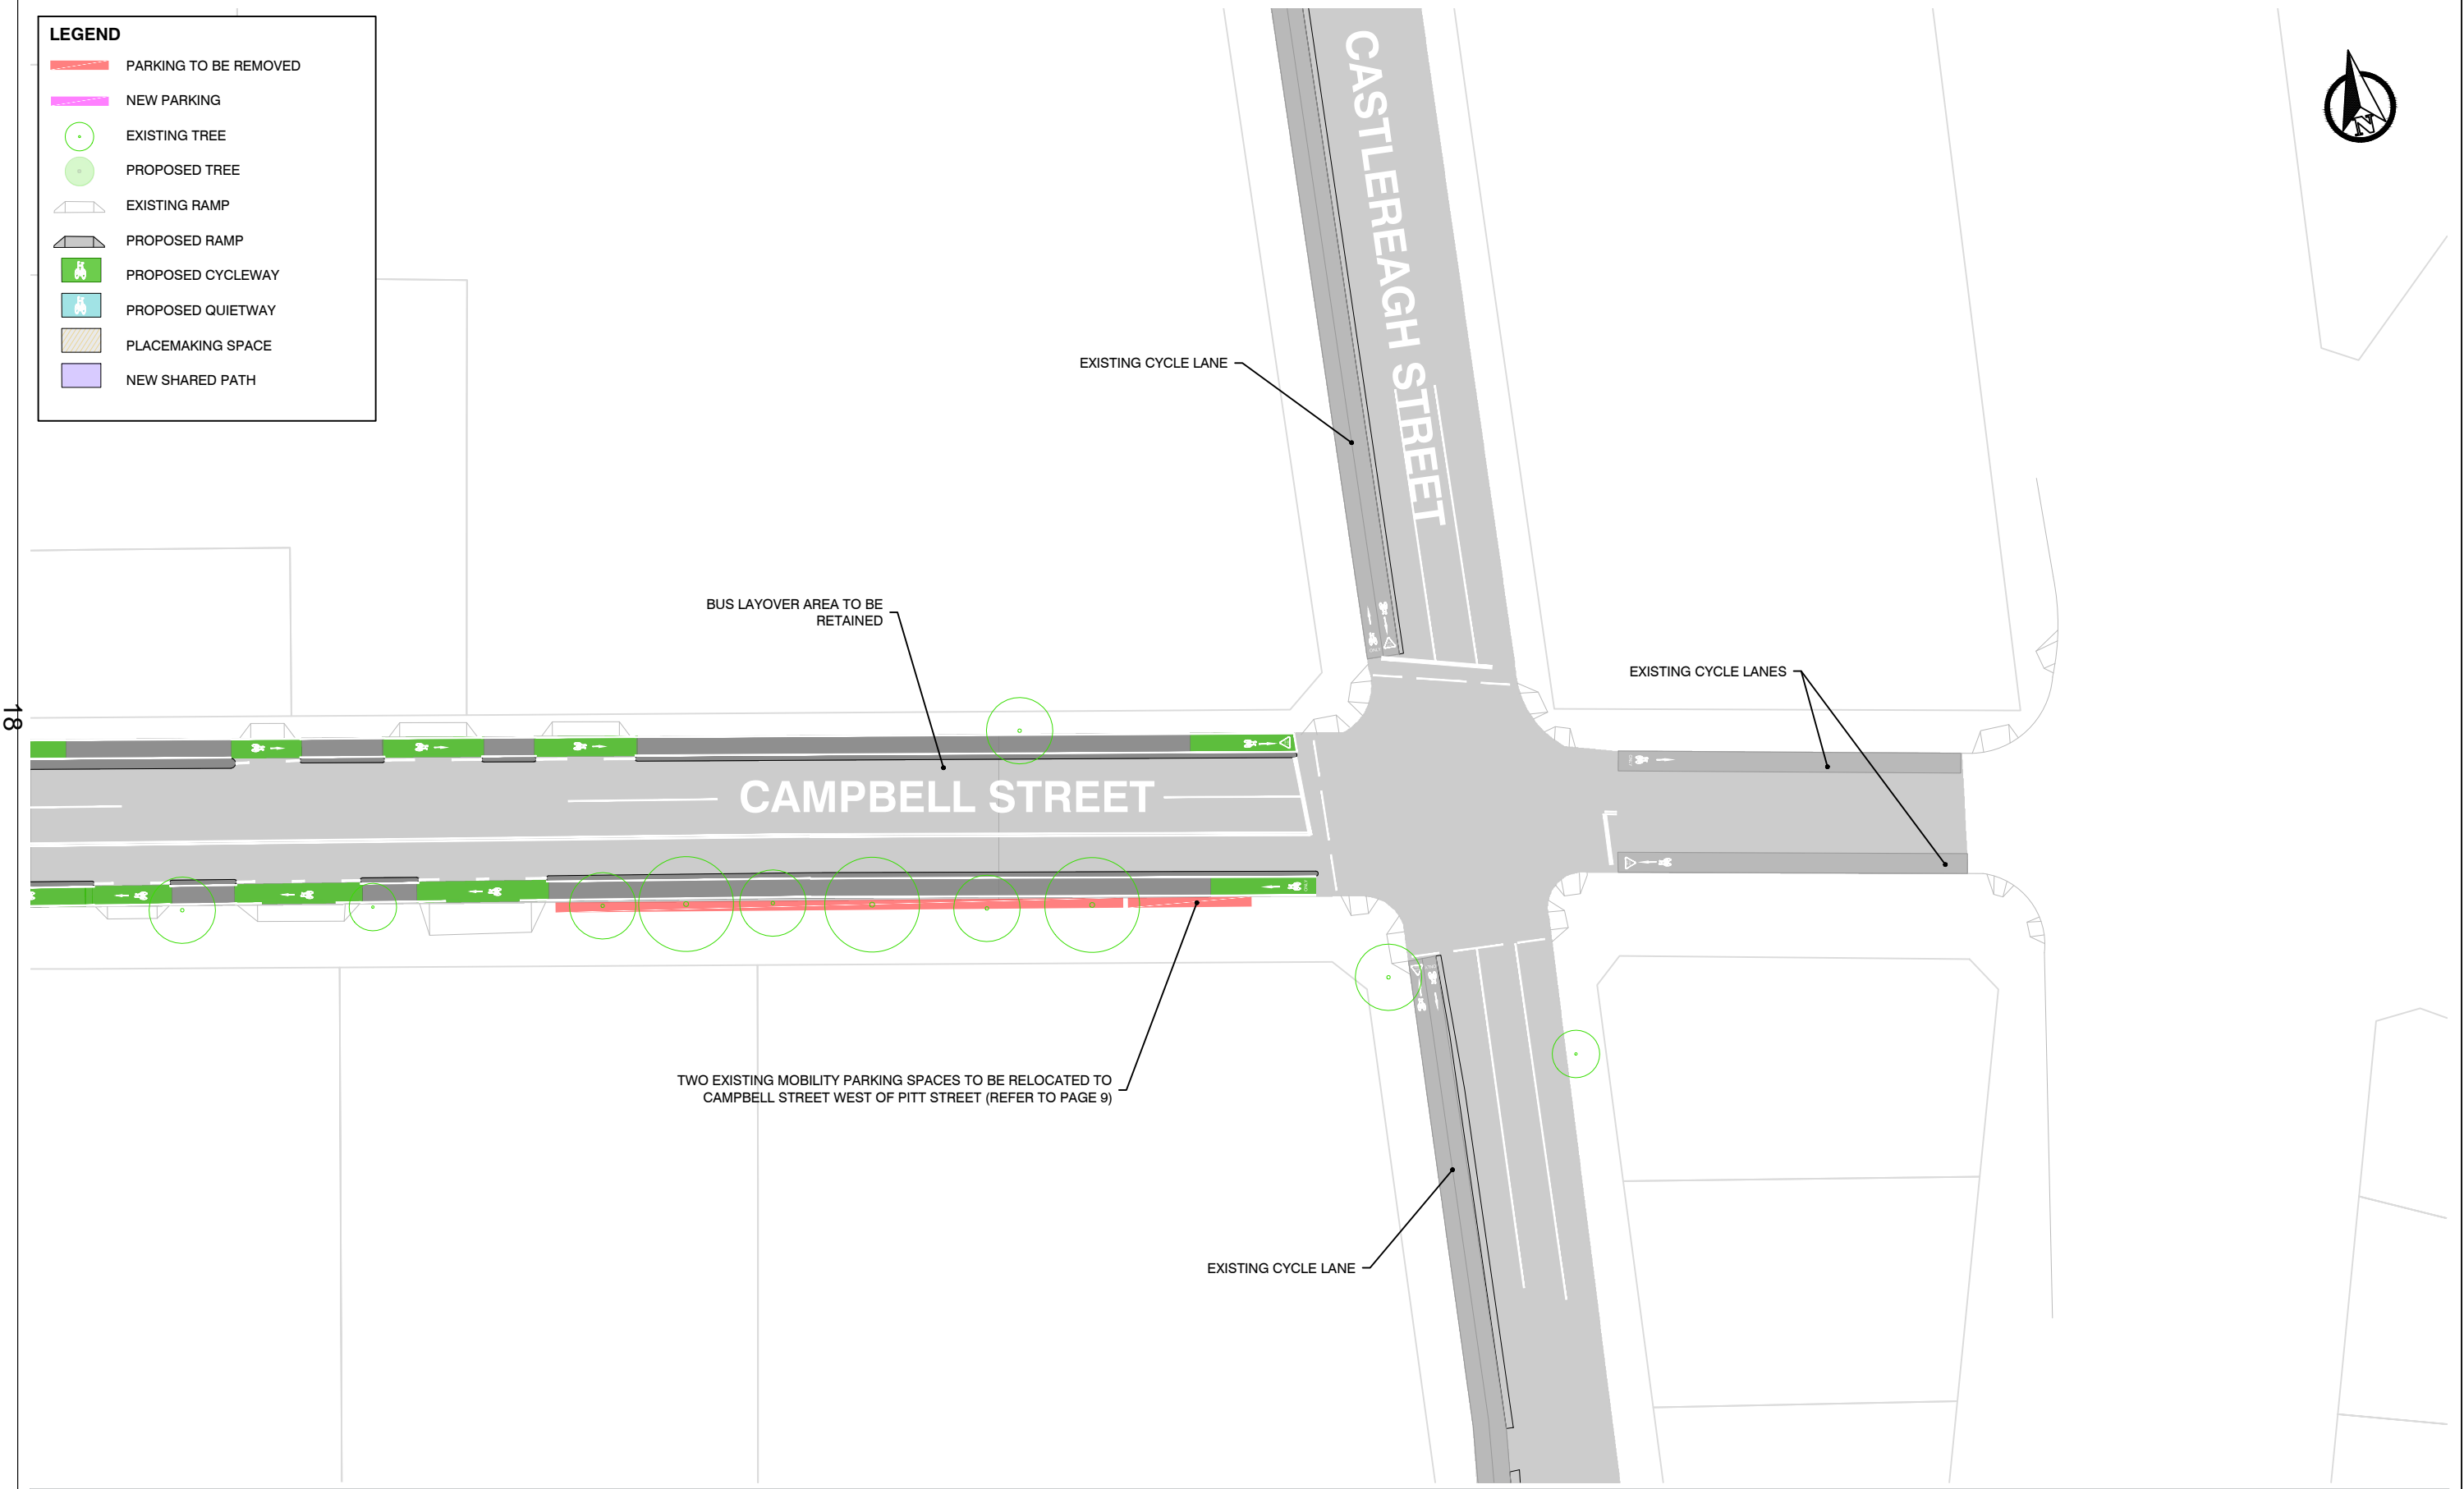 LEGEND
PARKING TO BE REMOVED
NEW PARKING
EXISTING TREE
PROPOSED TREE
EXISTING RAMP
PROPOSED RAMP
PROPOSED CYCLEWAY
PROPOSED QUIETWAY
PLACEMAKING SPACE
NEW SHARED PATH
CASTLEREAGH STREET
N
EXISTING CYCLE LANE
BUS LAYOVER AREA TO BE
RETAINED
EXISTING CYCLE LANES
18
CAMPBELL STREET
TWO EXISTING MOBILITY PARKING SPACES TO BE RELOCATED TO
CAMPBELL STREET WEST OF PITT STREET (REFER TO PAGE 9)
EXISTING CYCLE LANE